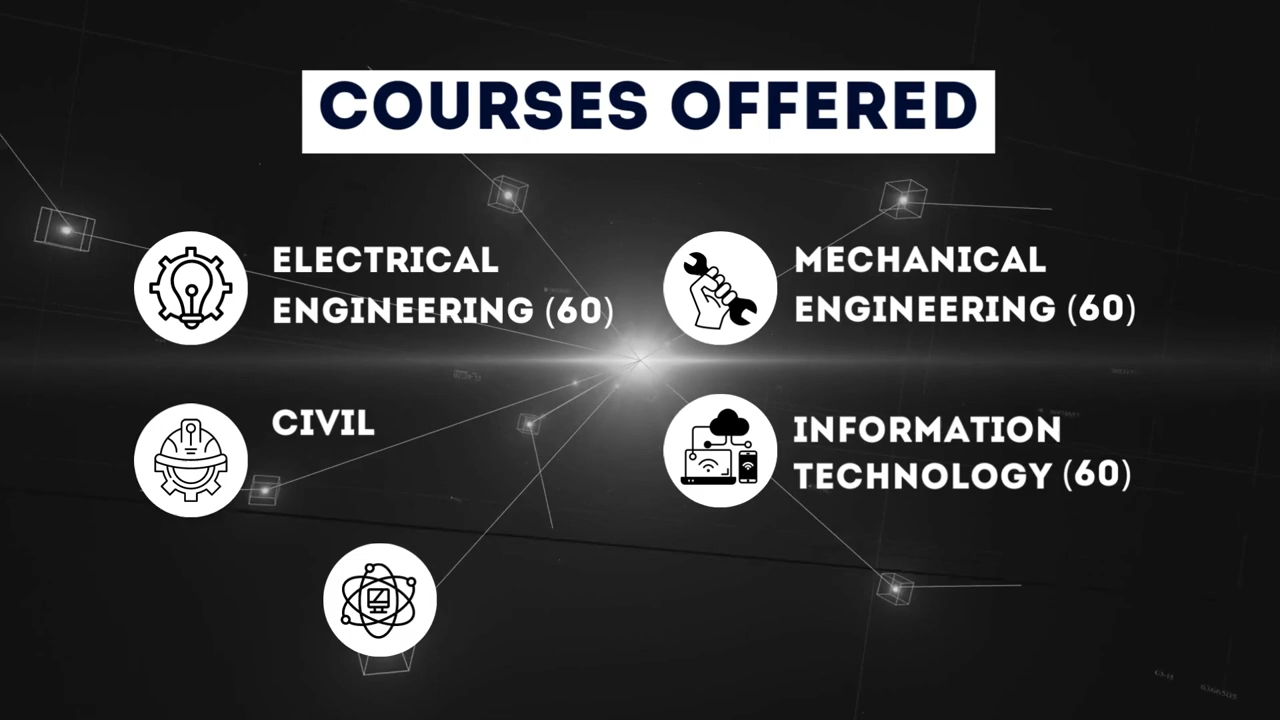 COURSES OFFERED
ELECTRICAL
ENGINEERING (60)
MECHANICAL
ENGINEERING (60)
CIVIL
INFORMATION
TECHNOLOGY (60)